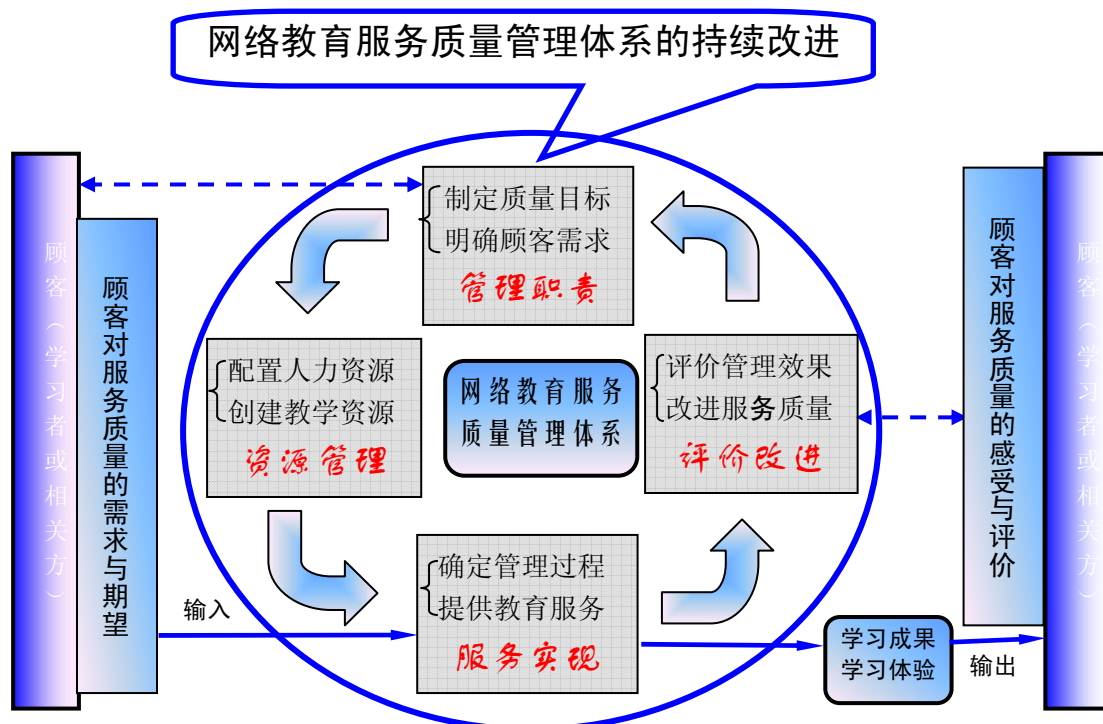 网络教育服务质量管理体系的持续改进
顾客（学习者或相关方）
顾客对服务质量的需求与期望
制定质量目标
明确顾客需求
管理职责
配置人力资源
创建教学资源
资源管理
网络教育服务
质量管理体系
评价管理效果
改进服务质量
评价改进
确定管理过程
提供教育服务
服务实现
输入
学习成果
学习体验
输出
顾客对服务质量的感受与评价
顾客（学习者或相关方）